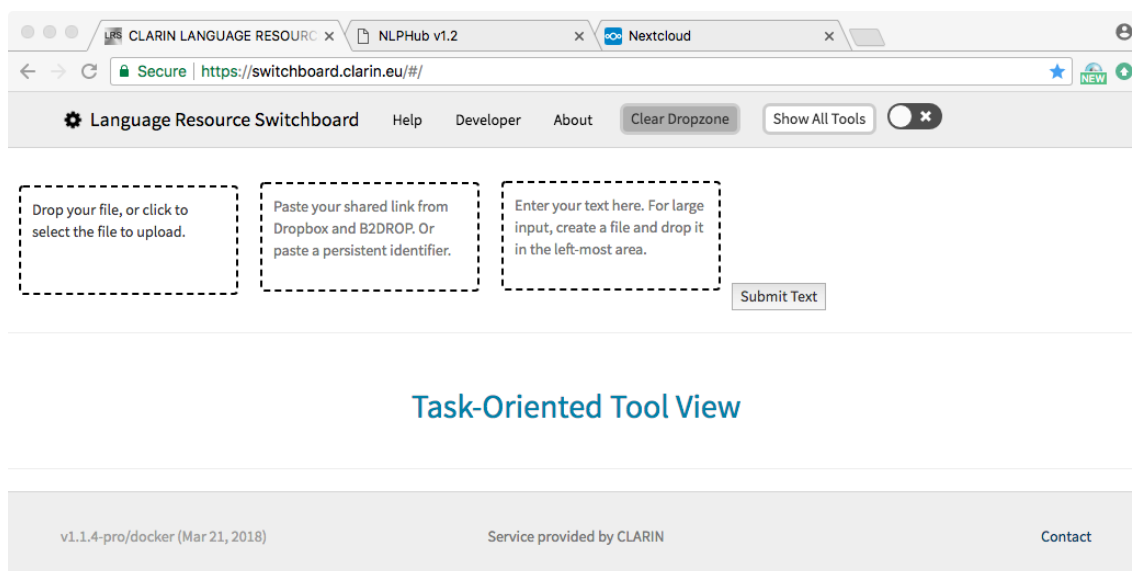 LRS CLARIN LANGUAGE RESOURC
NLPHub v1.2
Nextcloud
Secure https://switchboard.clarin.eu/#/
NEW
Language Resource Switchboard
Help
Developer
About
Clear Dropzone
Show All Tools
Drop your file, or click to
select the file to upload.
Paste your shared link from
Dropbox and B2DROP. Or
paste a persistent identifier.
Enter your text here. For large
input, create a file and drop it
in the left-most area.
Submit Text
Task-Oriented Tool View
v1.1.4-pro/docker (Mar 21, 2018)
Service provided by CLARIN
Contact